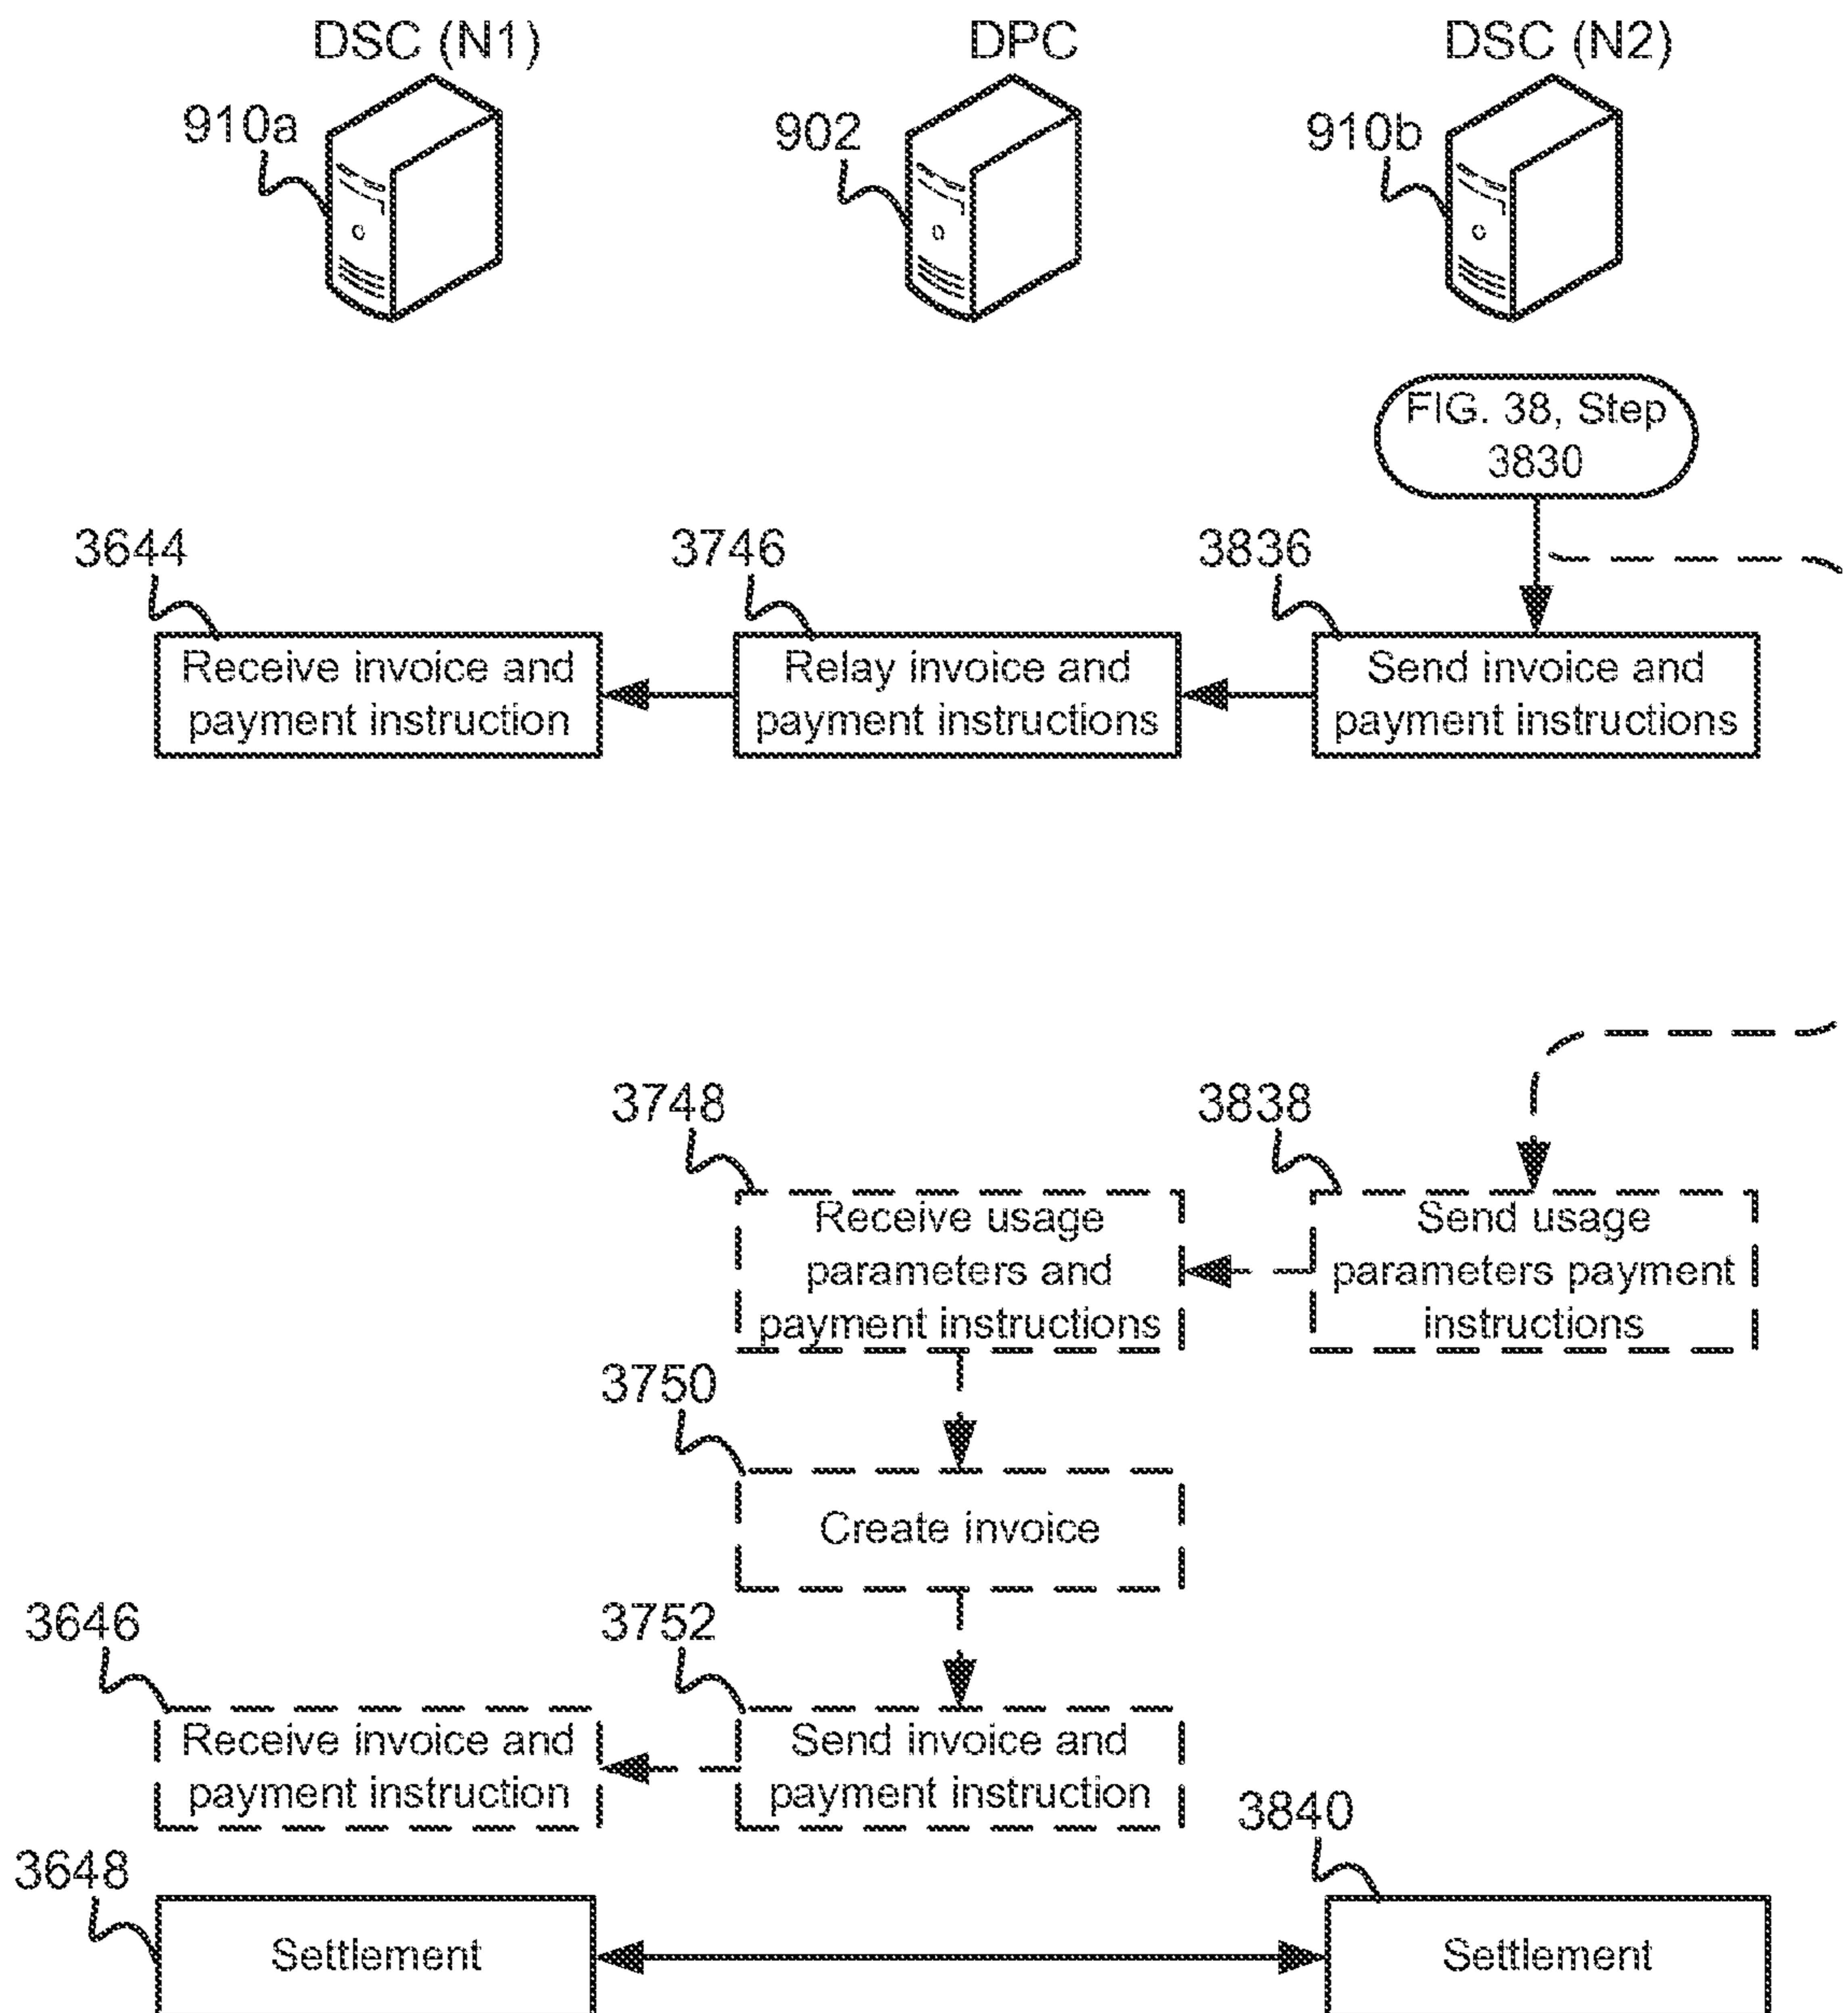 DSC (N1)
DPC
DSC (N2)
910a
902
910b
FIG. 38, Step
3830
3644
3746
3836
Receive invoice and
payment instruction
Relay invoice and
payment instructions
Send invoice and
payment instructions
3748
3838
Receive usage
parameters and
payment instructions
Send usage
parameters payment
instructions
3750
Create invoice
3646
3752
Receive invoice and
payment instruction
Send invoice and
payment instruction
3840
3648
Settlement
Settlement